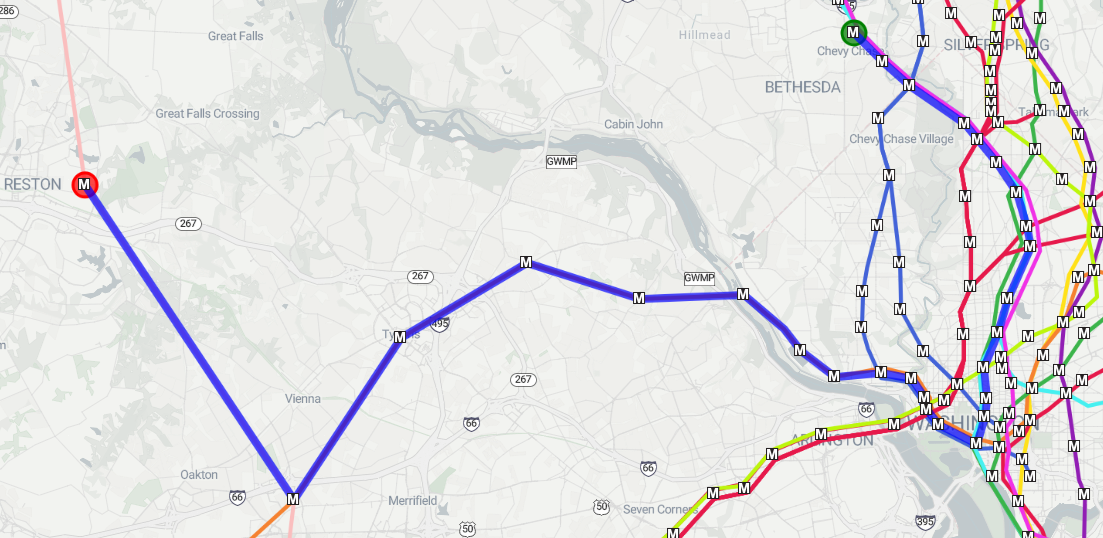 286
Great Falls
Hillmead
Chevy Chase
SILVER SPRING
BETHESDA
Great Falls Crossing
Cabin John
Takoma Park
Chevy Chase Village
GWMP
RESTON
267
267
GWMP
495
267
Vienna
66
66
WASHINGTON
ARLINGTON
Oakton
66
66
Merrifield
50
50
Seven Corners
395